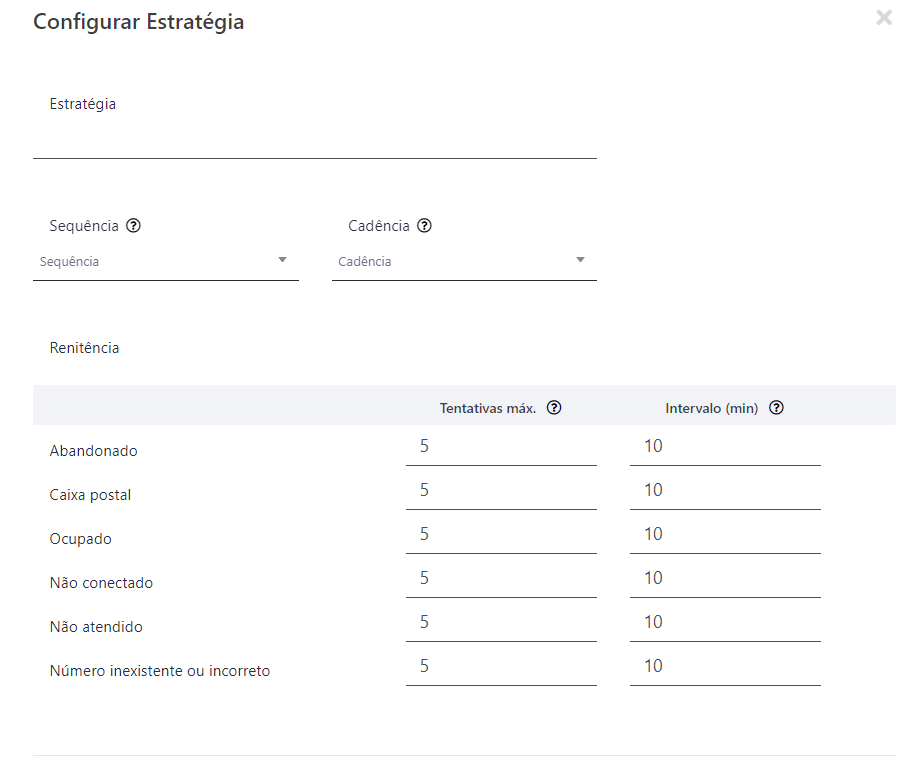 Configurar Estratégia
Estratégia
Sequência Cadência
Sequência Cadência
Renitência
Tentativas máx. Intervalo (min)
Abandonado 5 10
Caixa postal 5 10
Ocupado 5 10
Não conectado 5 10
Não atendido 5 10
Número inexistente ou incorreto 5 10